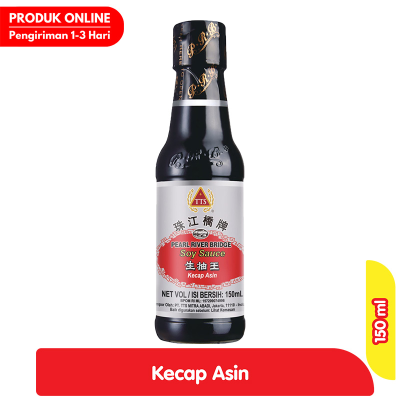 PRODUK ONLINE
Pengiriman 1-3 Hari
P.R.B
TTS
珠江橋牌
PEARL RIVER BRIDGE
Soy Sauce
生抽王
Kecap Asin
NET VOL / ISI BERSIH: 150mL
150 ml
Kecap Asin